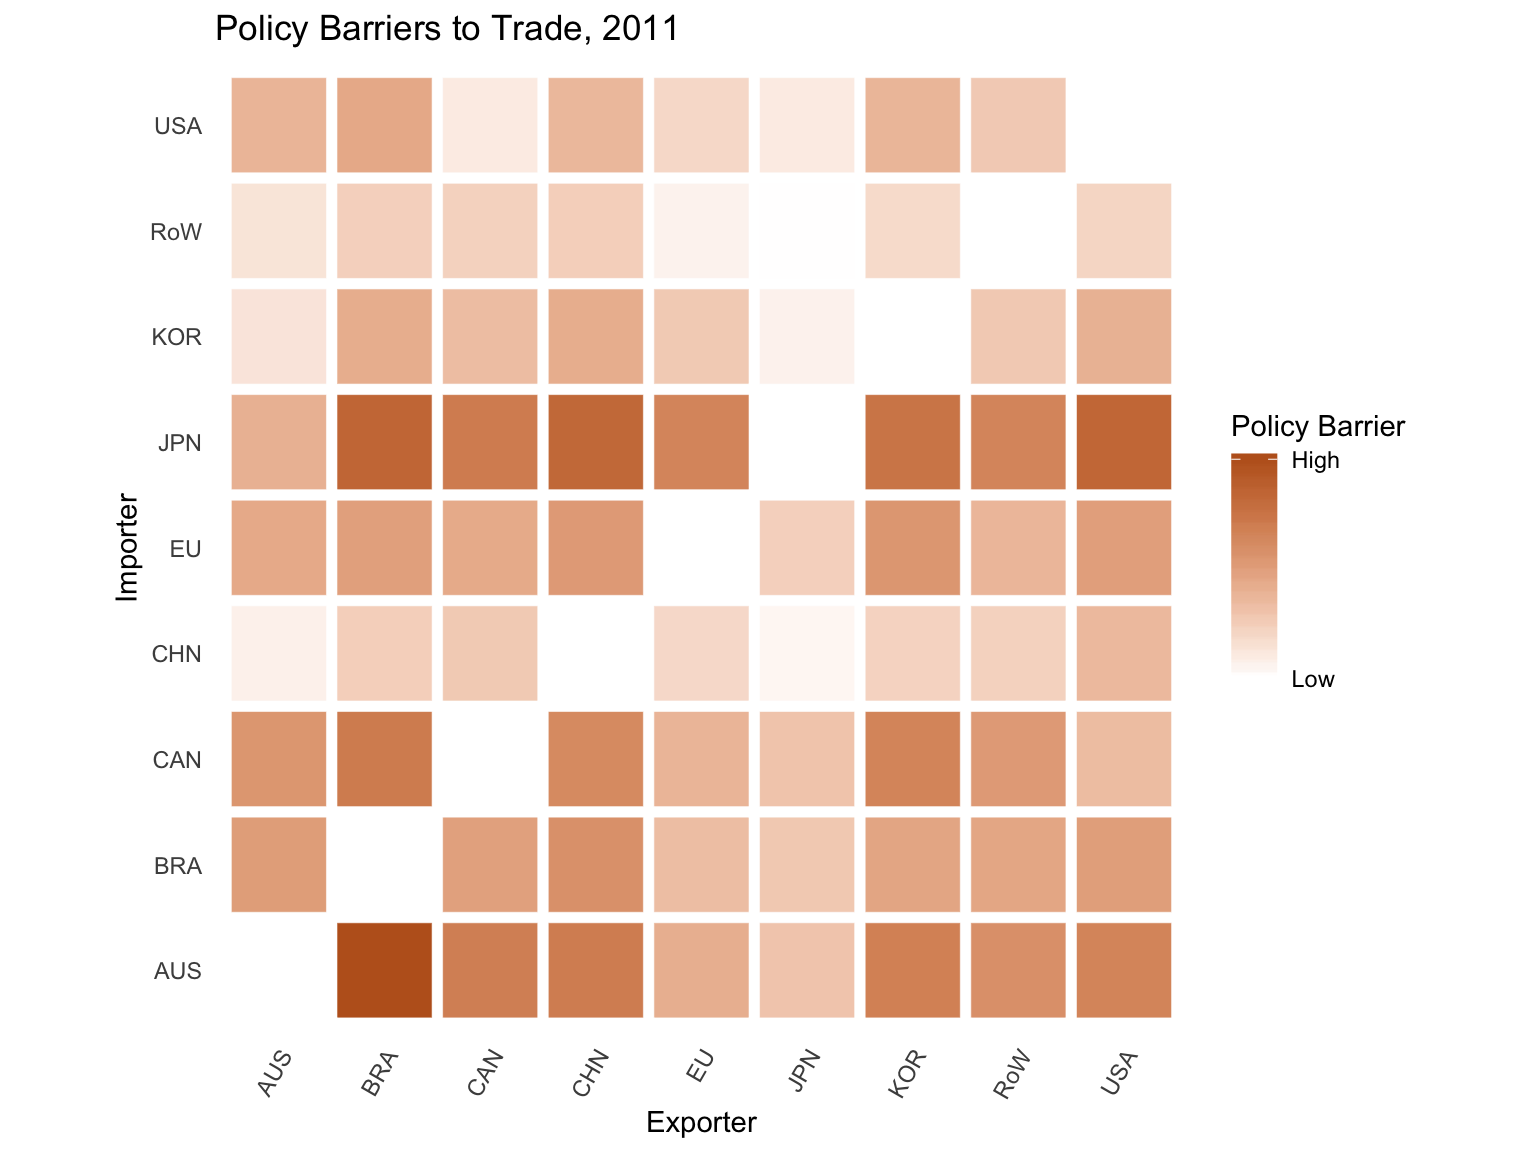 Policy Barriers to Trade, 2011
USA
RoW
KOR
JPN
EU
CHN
CAN
BRA
AUS
Importer
AUS
BRA
CAN
CHN
EU
JPN
KOR
RoW
USA
Exporter
Policy Barrier
High
Low